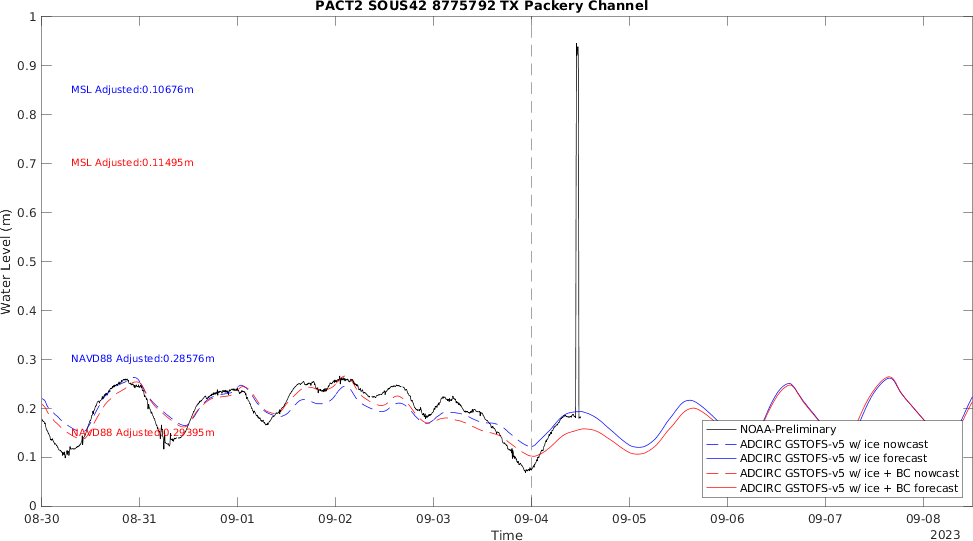 PACT2 SOUS42 8775792 TX Packery Channel
1
0.9
MSL Adjusted:0.10676m
0.8
0.7
MSL Adjusted:0.11495m
0.6
0.5
0.4
0.3
NAVD88 Adjusted:0.28576m
0.2
NAVD88 Adjusted:0.29395m
0.1
0
Water Level (m)
NOAA-Preliminary
ADCIRC GSTOFS-v5 w/ ice nowcast
ADCIRC GSTOFS-v5 w/ ice forecast
ADCIRC GSTOFS-v5 w/ ice + BC nowcast
ADCIRC GSTOFS-v5 w/ ice + BC forecast
08-30 08-31 09-01 09-02 09-03 09-04 09-05 09-06 09-07 09-08
Time
2023